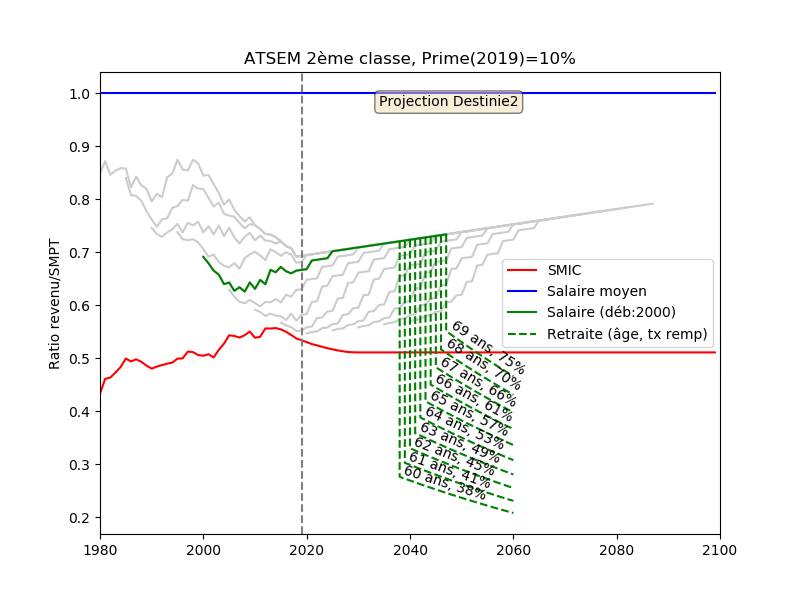 ATSEM 2ème classe, Prime(2019)=10%
Projection Destinie2
Ratio revenu/SMPT
1.0
0.9
0.8
0.7
0.6
0.5
0.4
0.3
0.2
SMIC
Salaire moyen
Salaire (déb:2000)
Retraite (âge, tx remp)
69 ans, 75%
68 ans, 70%
67 ans, 66%
66 ans, 61%
65 ans, 57%
64 ans, 53%
63 ans, 49%
62 ans, 45%
61 ans, 41%
60 ans, 38%
1980 2000 2020 2040 2060 2080 2100